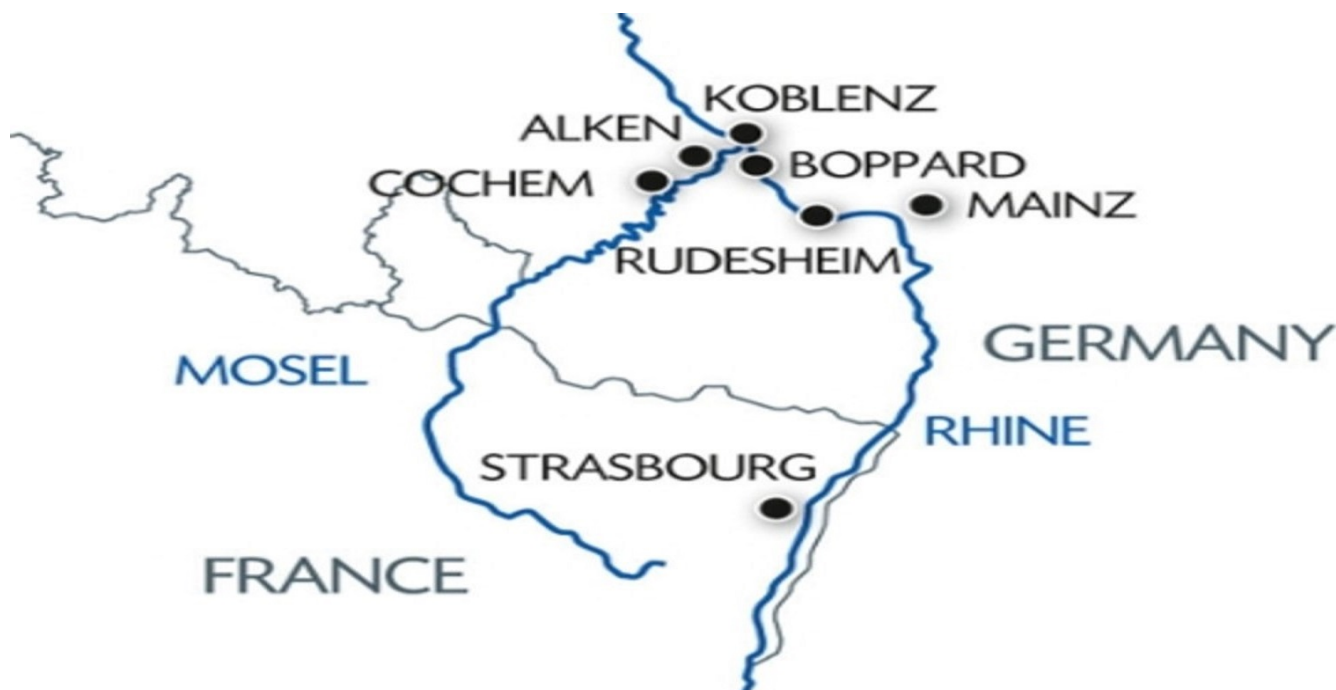 KOBLENZ
ALKEN
BOPPARD
COCHEM
MAINZ
RUDESHEIM
GERMANY
MOSEL
RHINE
STRASBOURG
FRANCE